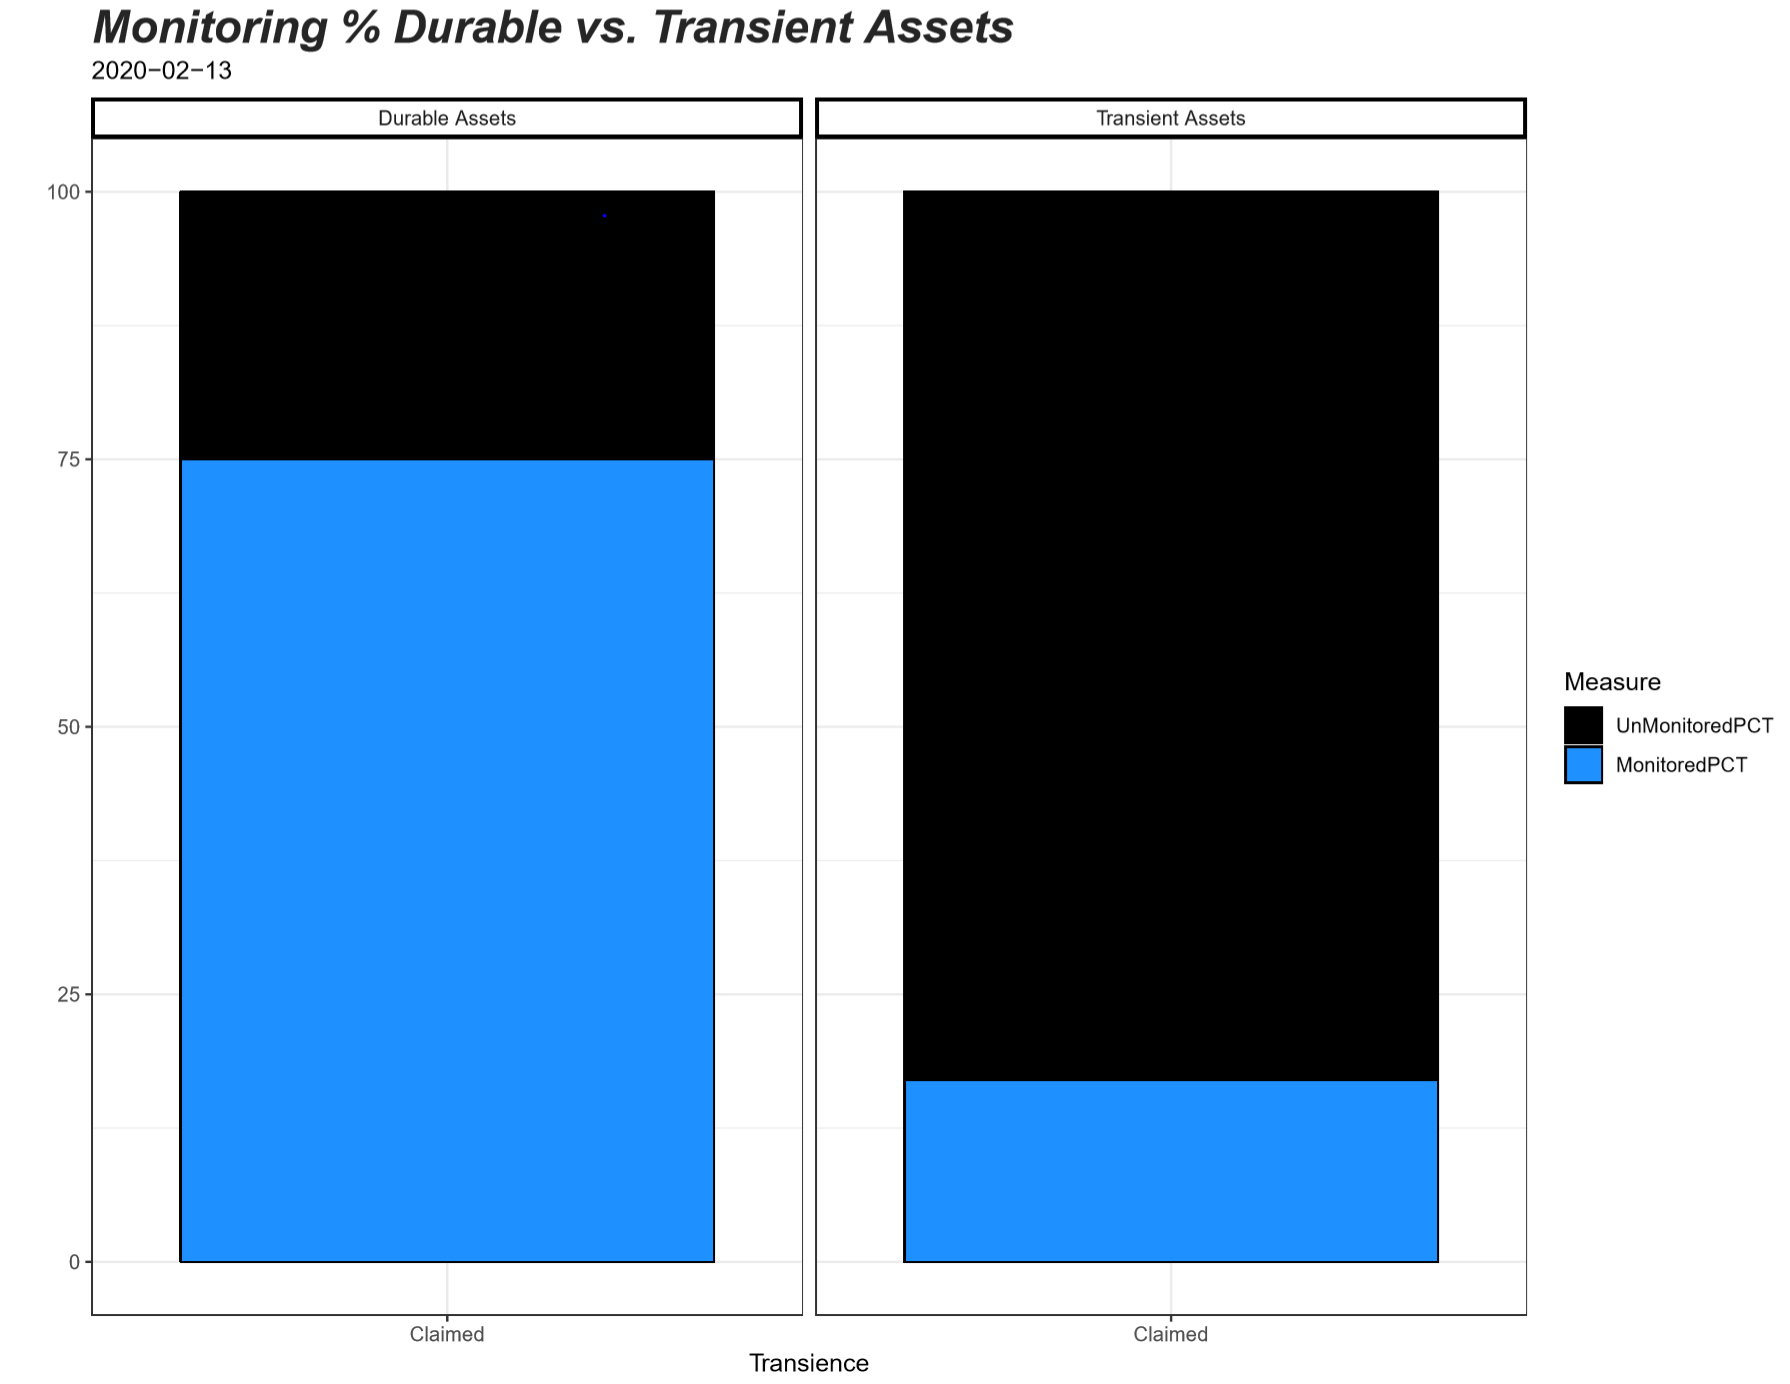 Monitoring % Durable vs. Transient Assets
2020−02−13
Durable Assets
Transient Assets
100
75
50
25
0
Claimed
Claimed
Transience
Measure
UnMonitoredPCT
MonitoredPCT